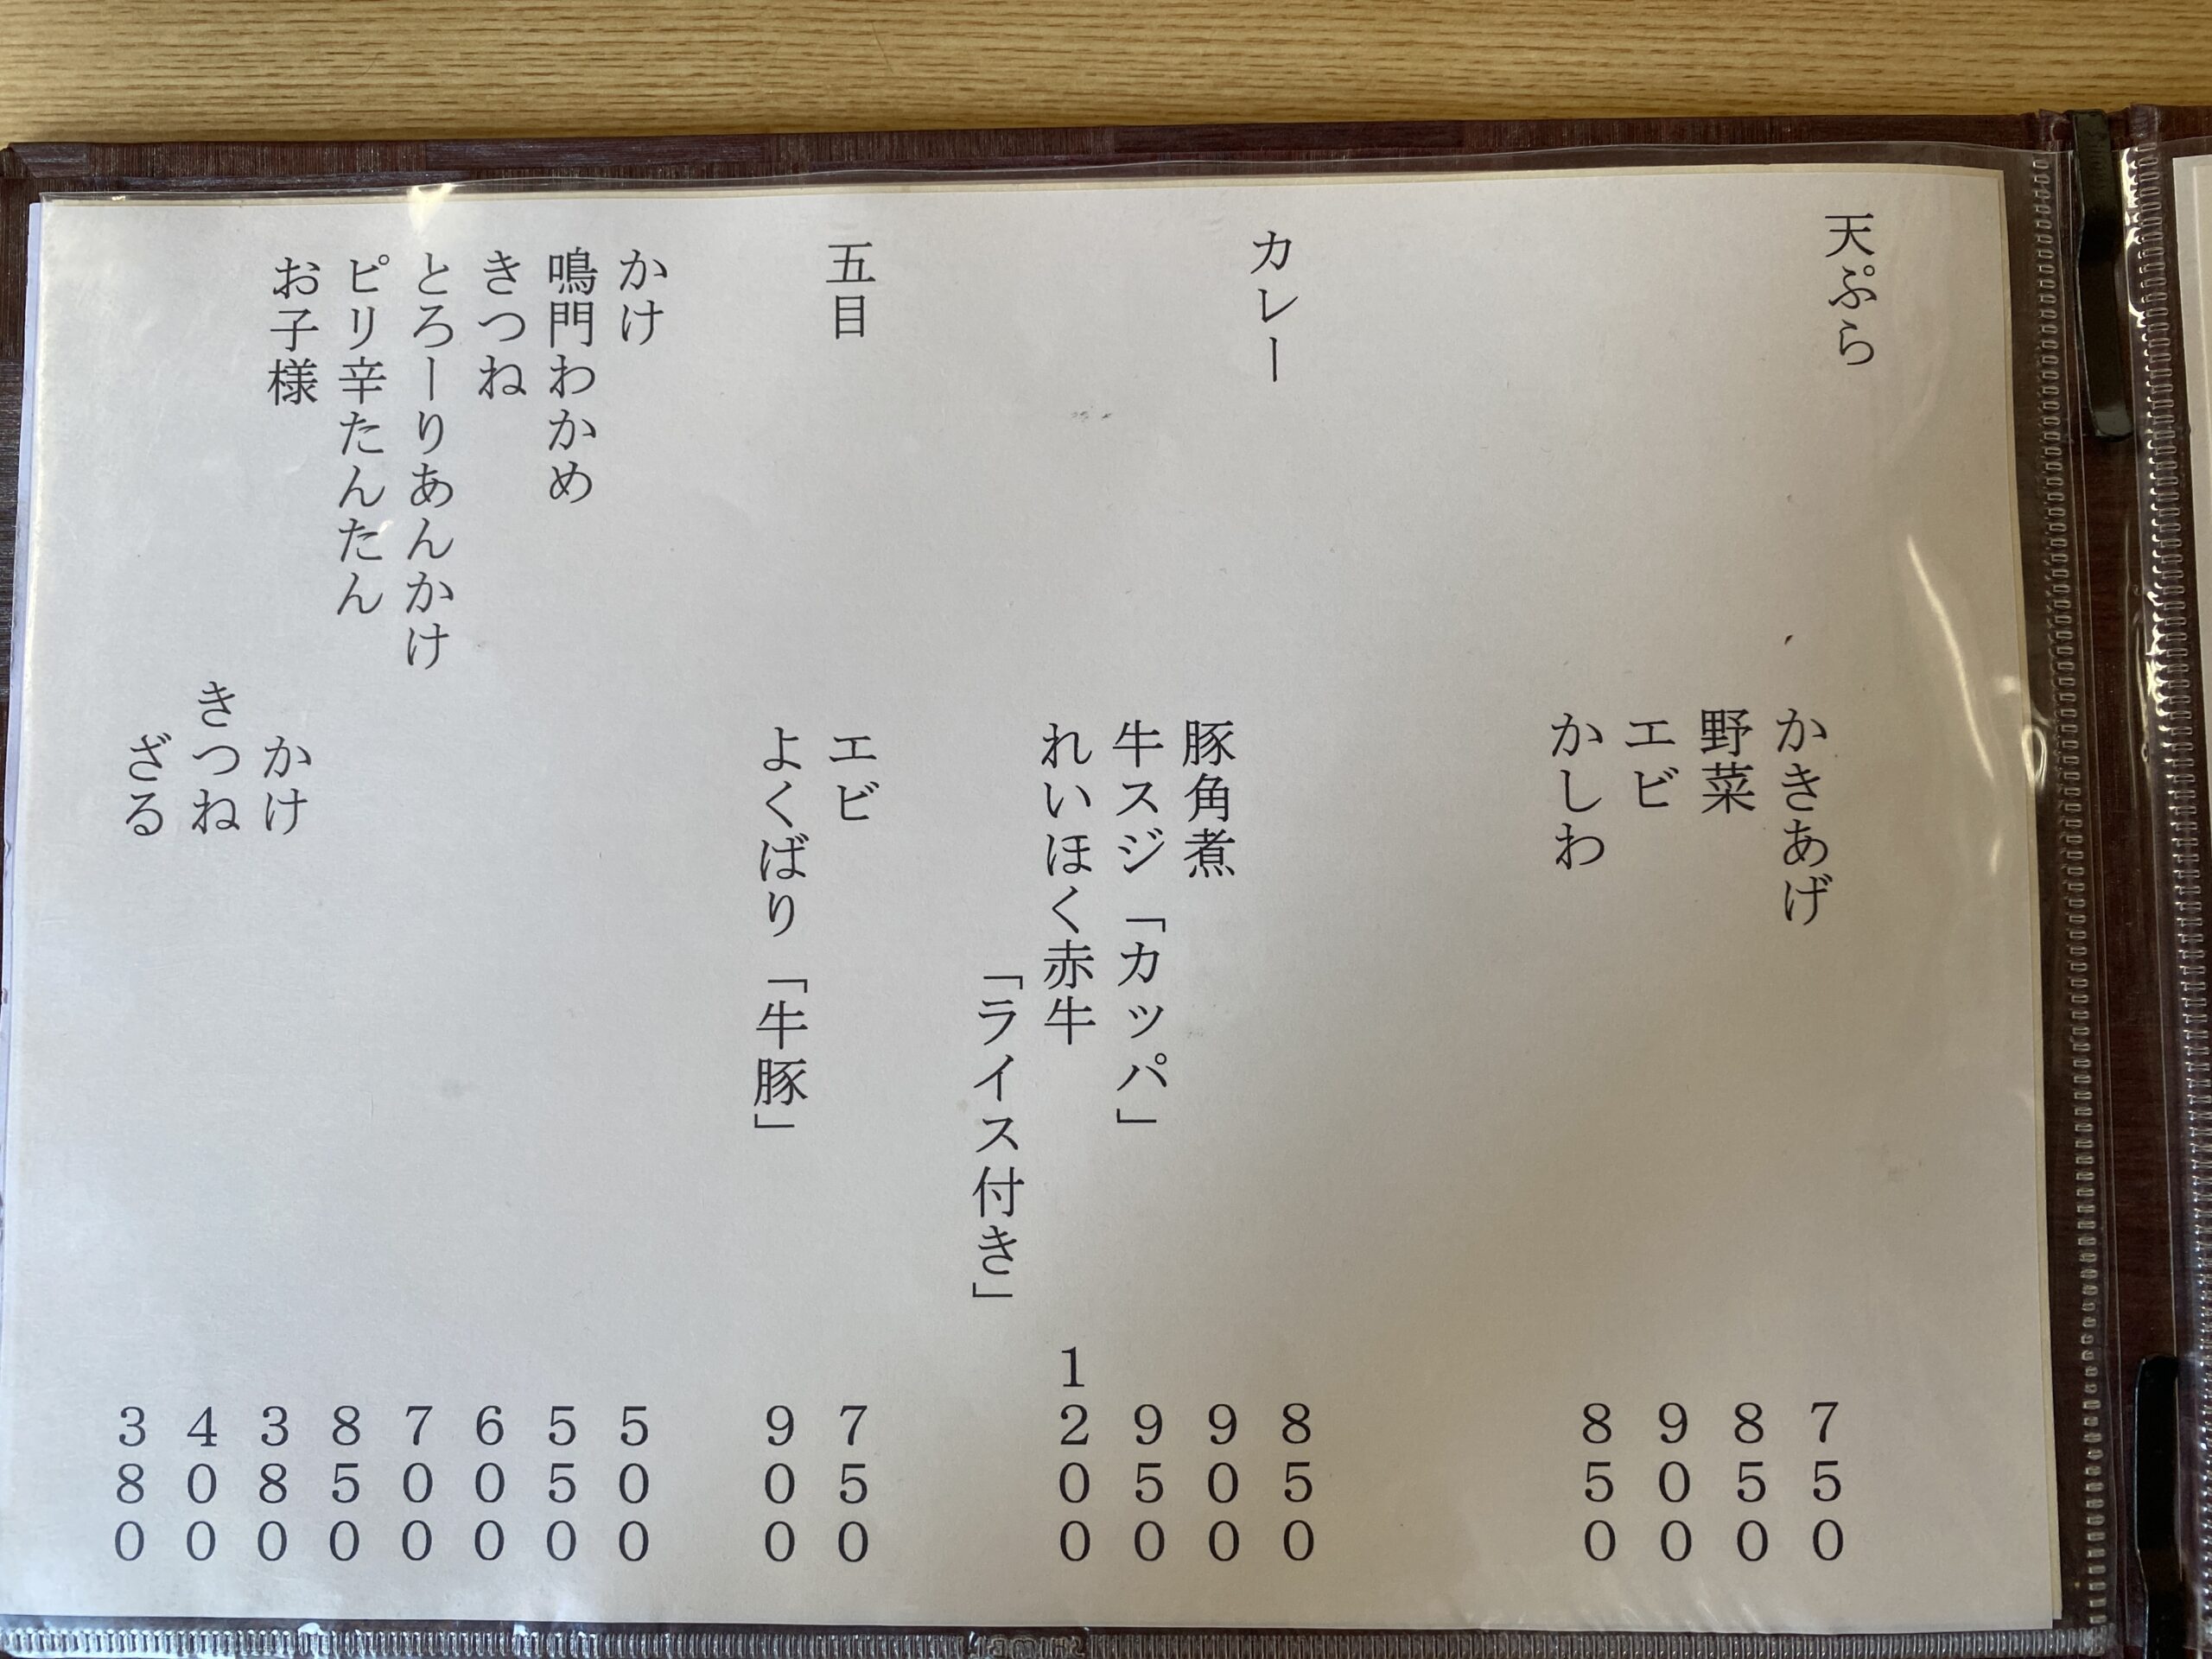 天ぷら
かきあげ 750
野菜 850
エビ 900
かしわ 850
カレー 850
豚角煮 900
牛スジ「カッパ」 950
れいほく赤牛 1200
「ライス付き」
五目
エビ 750
よくばり「牛豚」 900
かけ 500
鳴門わかめ 550
きつね 600
とろーりあんかけ 700
ピリ辛たんたん 850
お子様 かけ 380
きつね 400
ざる 380